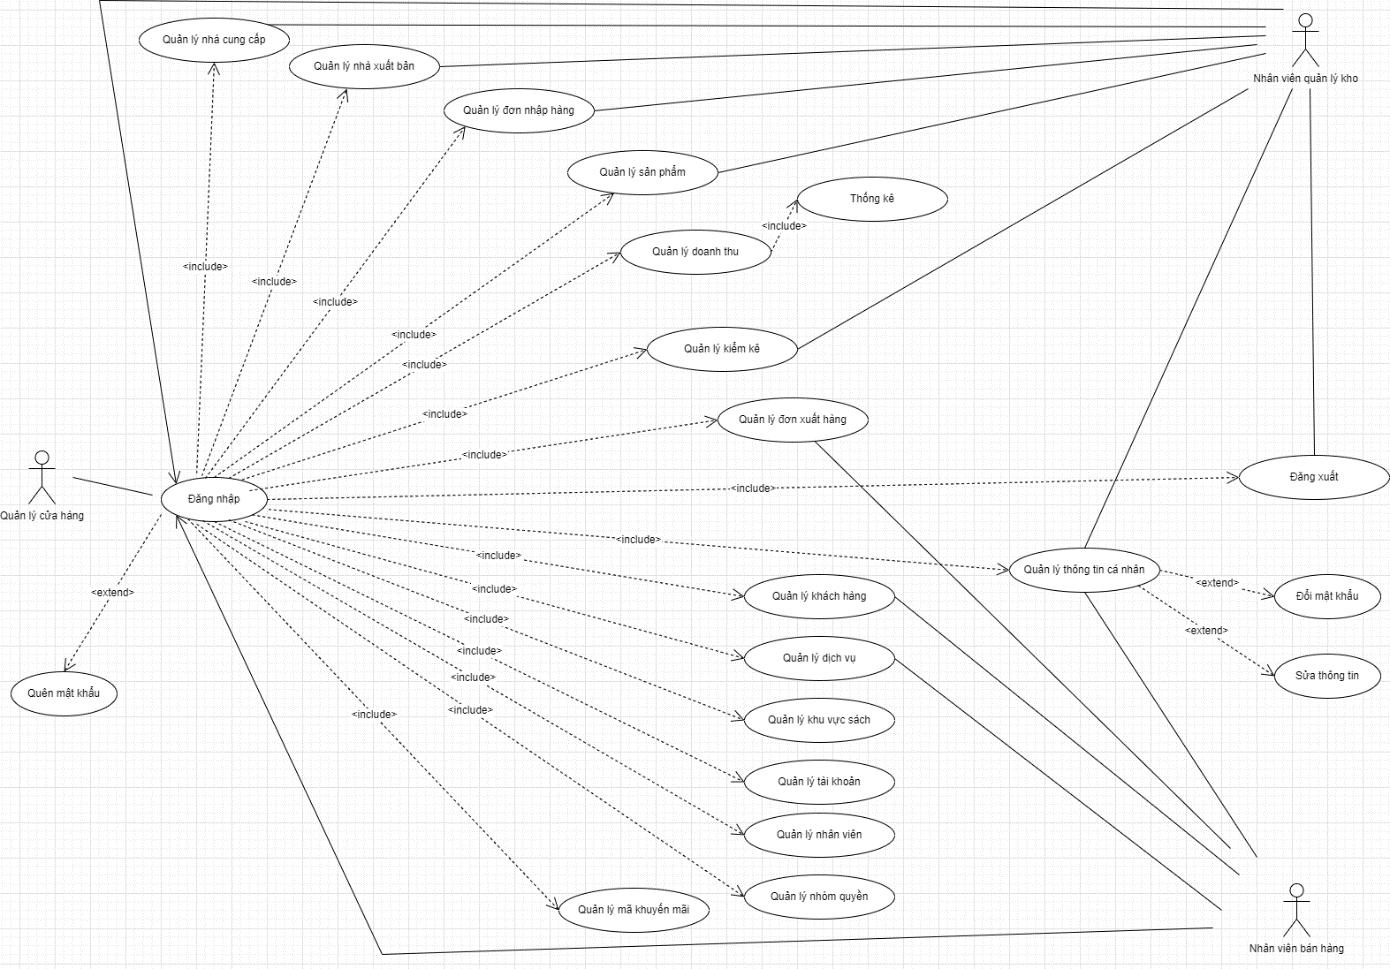 Quản lý nhà cung cấp
Nhân viên quản lý kho
Quản lý nhà xuất bản
Quản lý đơn nhập hàng
Quản lý sản phẩm
Thống kê
<include>
Quản lý doanh thu
<include>
<include>
<include>
<include>
<include>
Quản lý kiểm kê
<include>
Quản lý đơn xuất hàng
<include>
<include>
Đăng xuất
Đăng nhập
Quản lý cửa hàng
<include>
<include>
Quản lý thông tin cá nhân
<extend>
<extend>
Quản lý khách hàng
Đổi mật khẩu
<include>
<include>
<extend>
<include>
Quản lý dịch vụ
Sửa thông tin
<include>
Quên mật khẩu
<include>
<include>
Quản lý khu vực sách
Quản lý tài khoản
Quản lý nhân viên
Quản lý nhóm quyền
Quản lý mã khuyến mãi
Nhân viên bán hàng